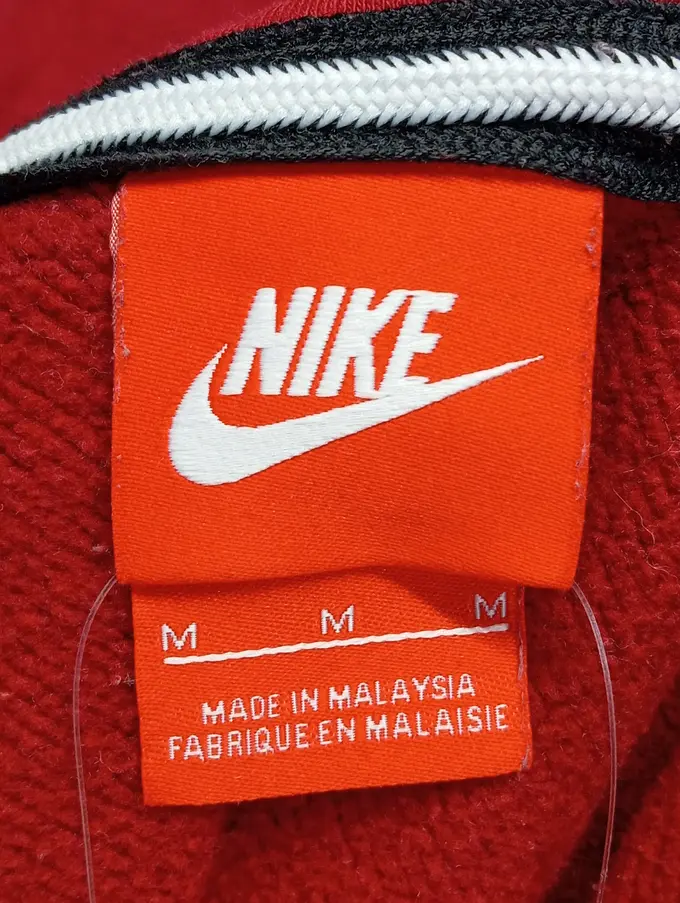 NIKE
M M M
MADE IN MALAYSIA
FABRIQUE EN MALAISIE